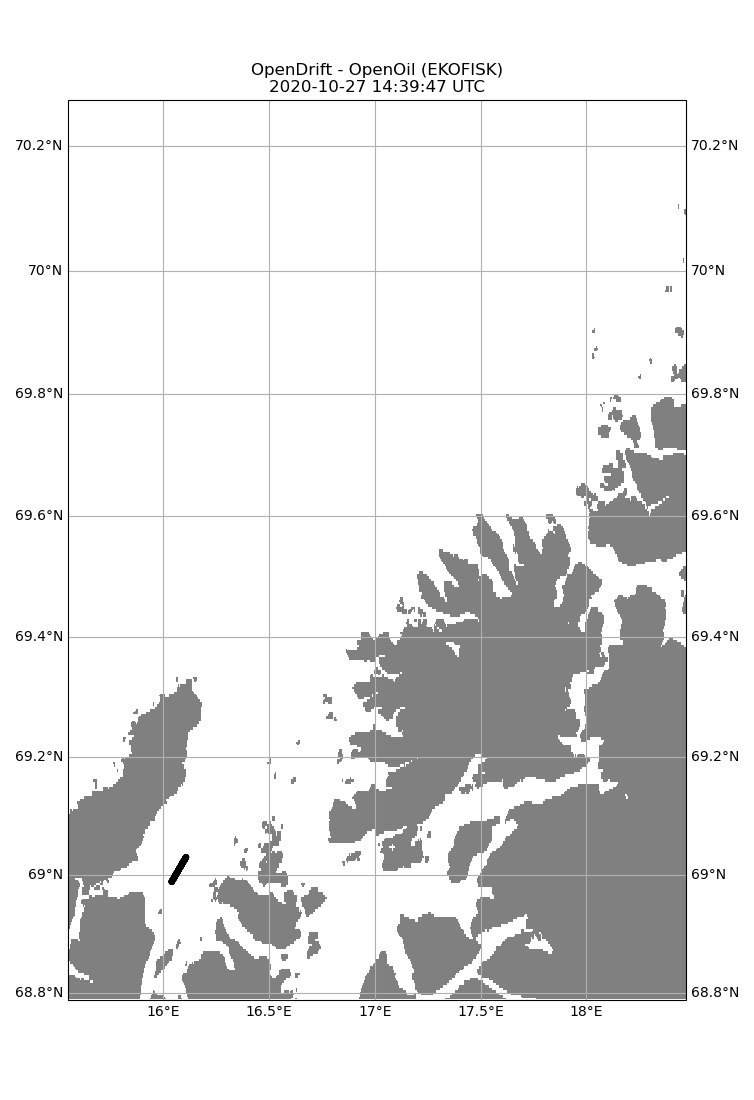 OpenDrift - OpenOil (EKOFISK)
2020-10-27 14:39:47 UTC
70.2°N 70.2°N
70°N 70°N
69.8°N 69.8°N
69.6°N 69.6°N
69.4°N 69.4°N
69.2°N 69.2°N
69°N 69°N
68.8°N 68.8°N
16°E 16.5°E 17°E 17.5°E 18°E